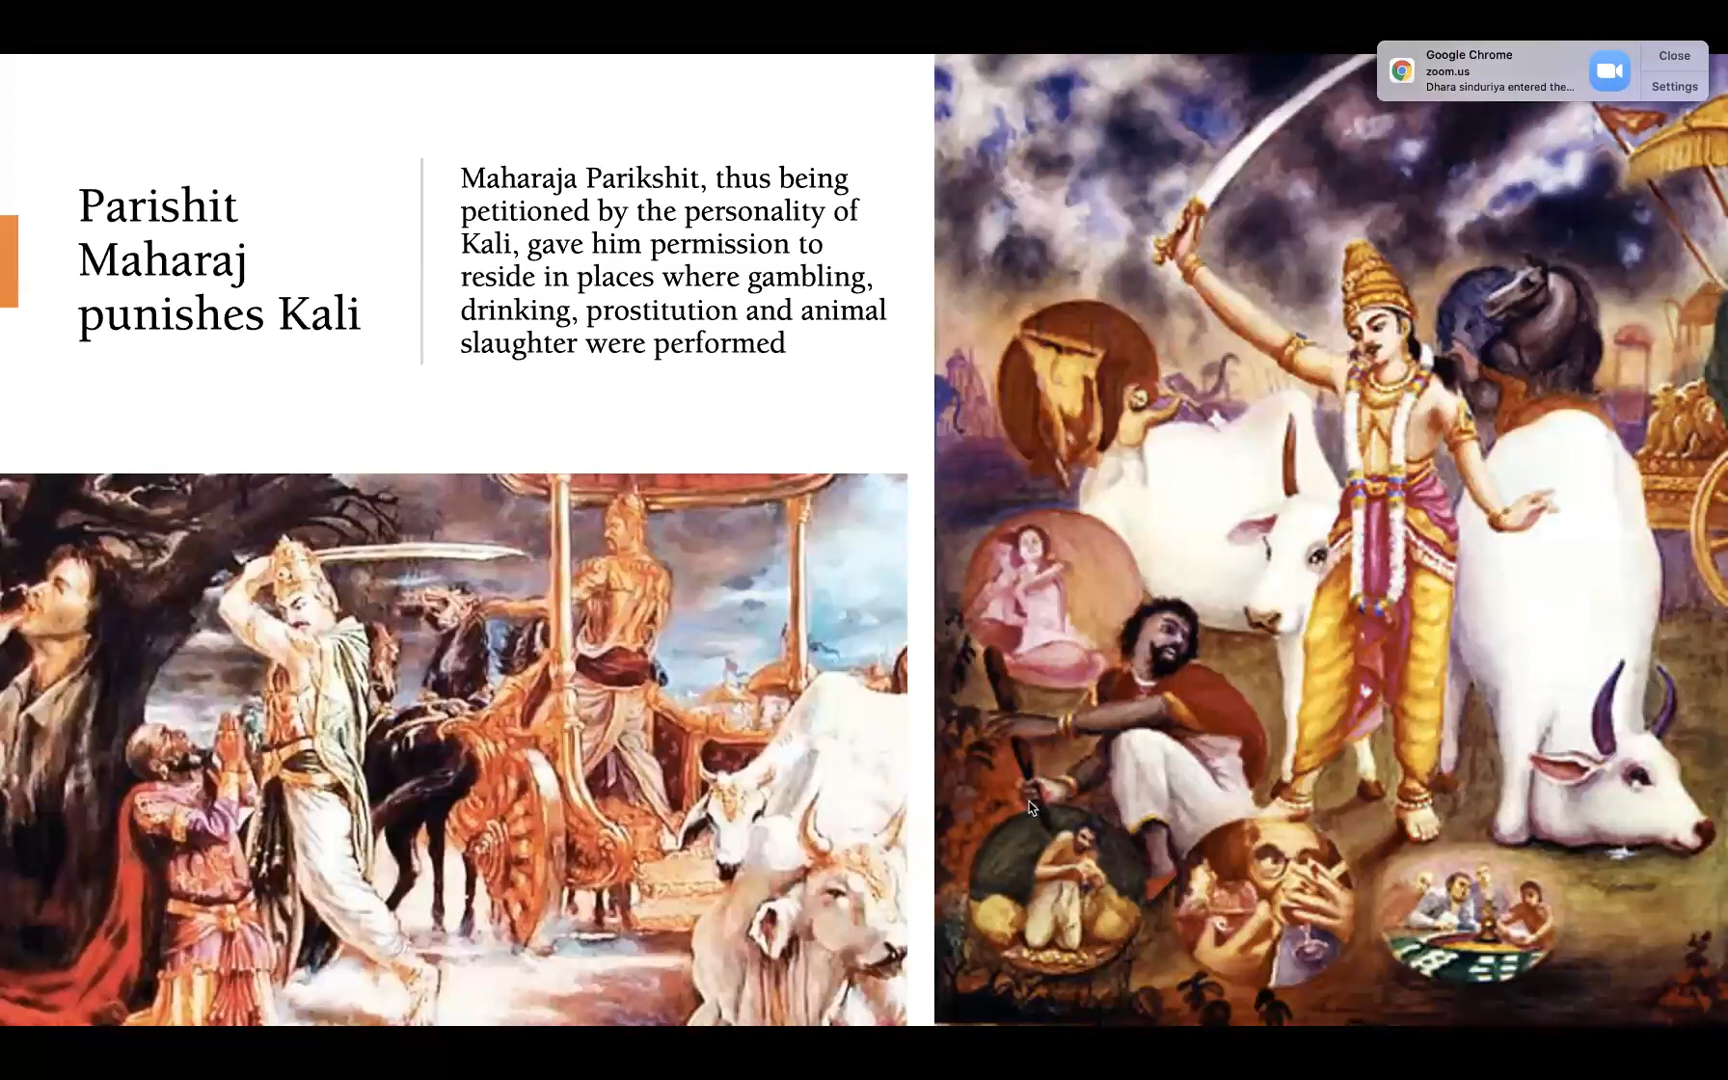 Parishit
Maharaj
punishes Kali
Maharaja Parikshit, thus being
petitioned by the personality of
Kali, gave him permission to
reside in places where gambling,
drinking, prostitution and animal
slaughter were performed
Google Chrome
zoom.us
Dhara sinduriya entered the...
Close
Settings